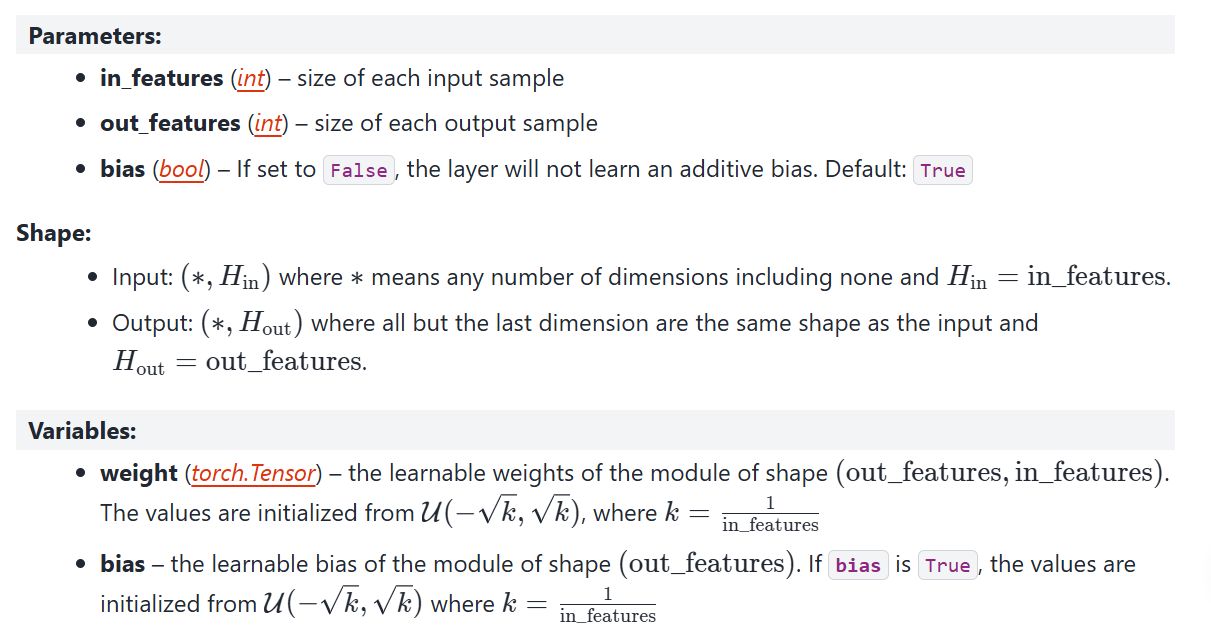 Parameters:
• in_features (int) – size of each input sample
• out_features (int) – size of each output sample
• bias (bool) – If set to False, the layer will not learn an additive bias. Default: True
Shape:
• Input: (∗, H_in) where ∗ means any number of dimensions including none and H_in = in_features.
• Output: (∗, H_out) where all but the last dimension are the same shape as the input and
H_out = out_features.
Variables:
• weight (torch.Tensor) – the learnable weights of the module of shape (out_features, in_features).
The values are initialized from 𝒰(−√k, √k), where k = 1/in_features
• bias – the learnable bias of the module of shape (out_features). If bias is True, the values are
initialized from 𝒰(−√k, √k) where k = 1/in_features